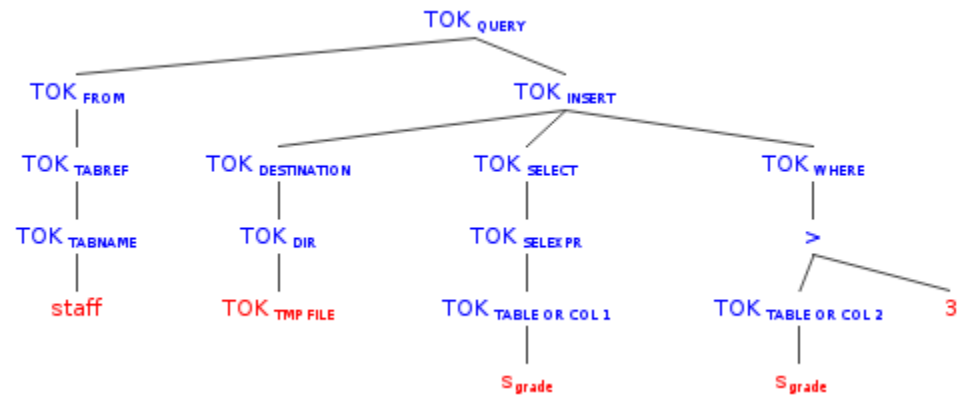 TOK QUERY
TOK FROM TOK INSERT
TOK TABREF TOK DESTINATION TOK SELECT TOK WHERE
TOK TABNAME TOK DIR TOK SELEXPR >
staff TOK TMP FILE TOK TABLE OR COL 1 TOK TABLE OR COL 2 3
s grade s grade